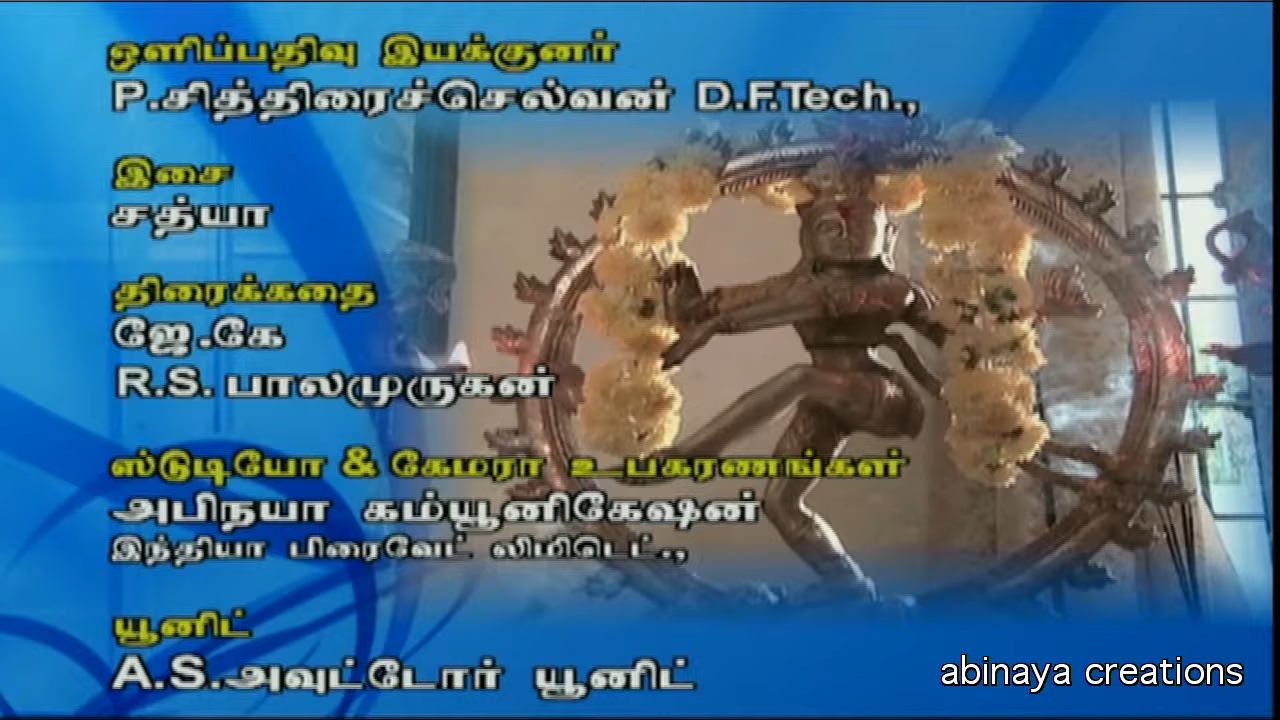 ஒளிப்பதிவு இயக்குனர்
P.சித்திரைச்செல்வன் D.F.Tech.,
இசை
சத்யா
திரைக்கதை
ஜே.கே
R.S. பாலமுருகன்
ஸ்டுடியோ & கேமரா உபகரணங்கள்
அபிநயா கம்யூனிகேஷன்
இந்தியா பிரைவேட் லிமிடெட்.,
யூனிட்
A.S.அவுட்டோர் யூனிட்
abinaya creations